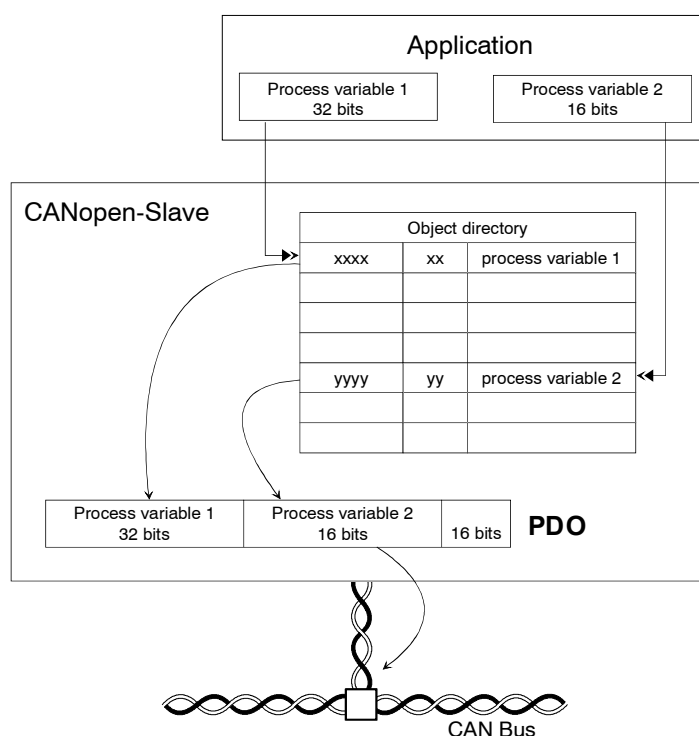 Application
Process variable 1
32 bits
Process variable 2
16 bits
CANopen-Slave
Object directory
xxxx xx process variable 1
yyyy yy process variable 2
Process variable 1
32 bits
Process variable 2
16 bits
16 bits
PDO
CAN Bus